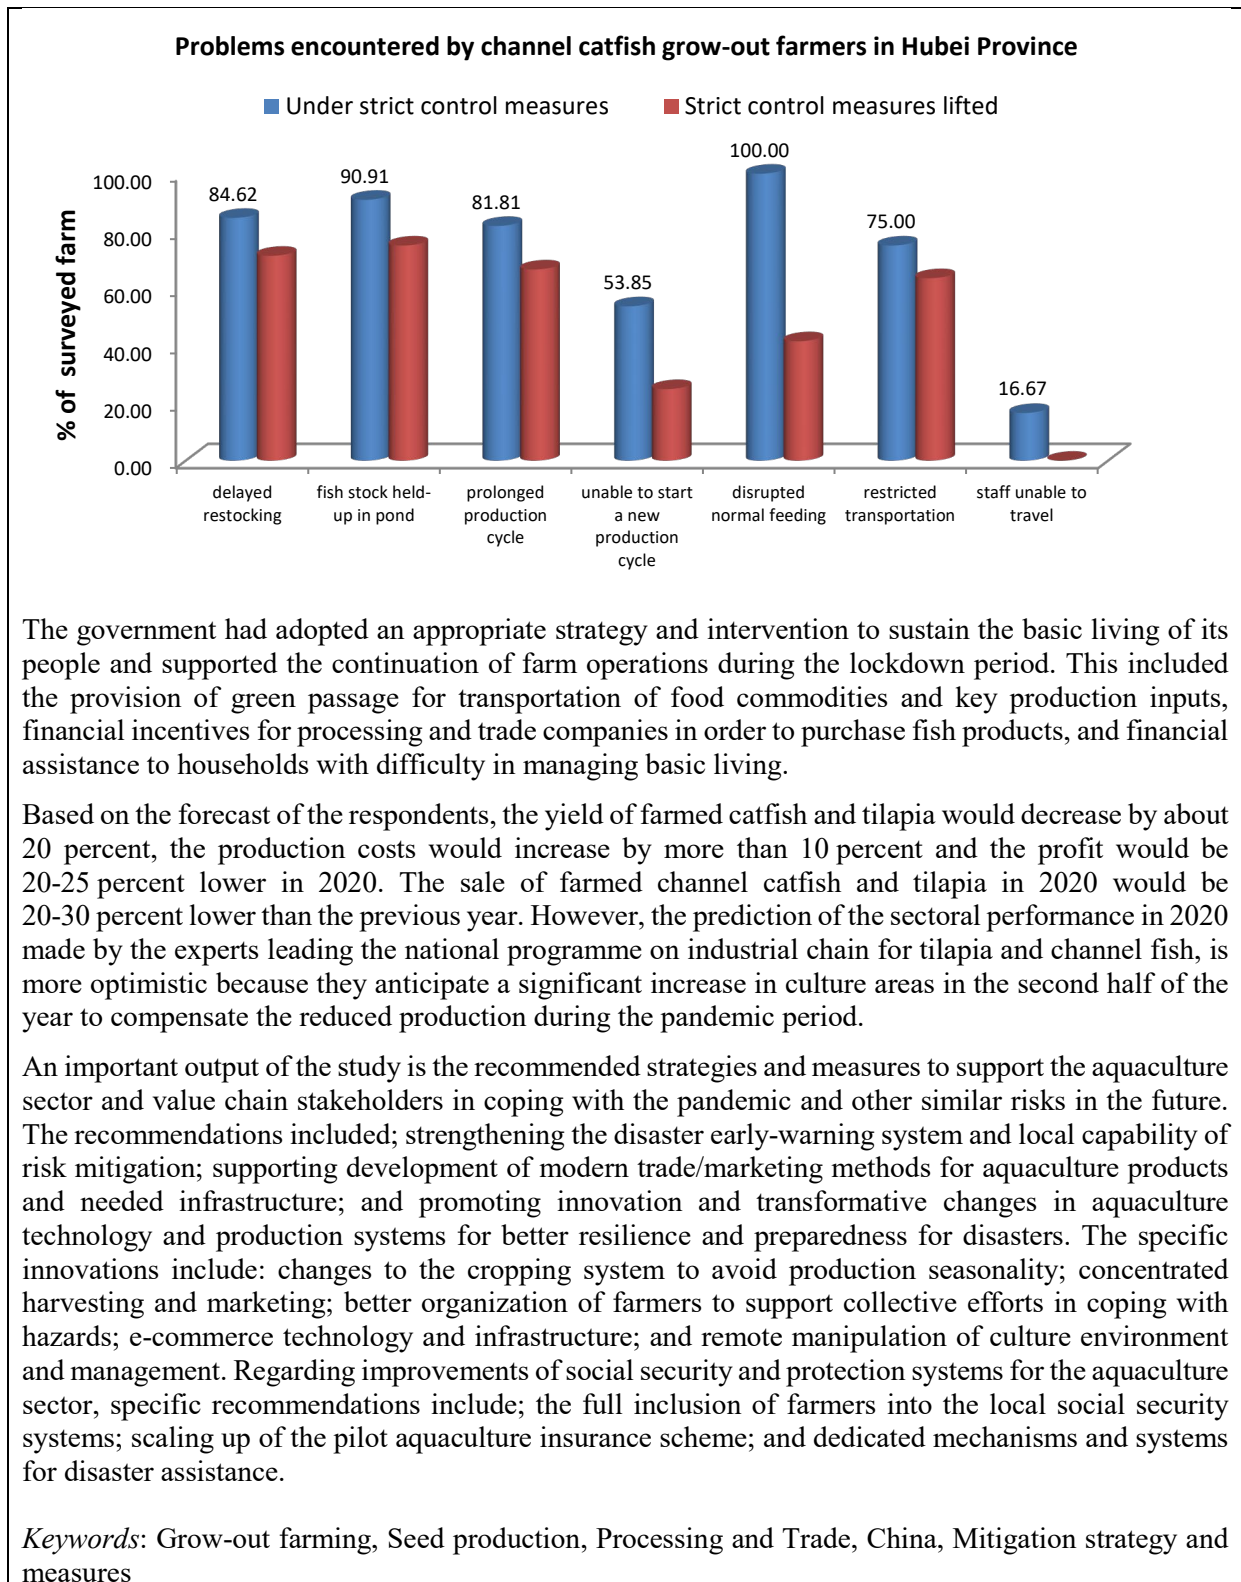 Problems encountered by channel catfish grow-out farmers in Hubei Province
Under strict control measures Strict control measures lifted
% of surveyed farm
100.00
80.00
60.00
40.00
20.00
0.00
84.62
90.91
81.81
53.85
100.00
75.00
16.67
delayed
restocking
fish stock held-
up in pond
prolonged
production
cycle
unable to start
a new
production
cycle
disrupted
normal feeding
restricted
transportation
staff unable to
travel
The government had adopted an appropriate strategy and intervention to sustain the basic living of its
people and supported the continuation of farm operations during the lockdown period. This included
the provision of green passage for transportation of food commodities and key production inputs,
financial incentives for processing and trade companies in order to purchase fish products, and financial
assistance to households with difficulty in managing basic living.
Based on the forecast of the respondents, the yield of farmed catfish and tilapia would decrease by about
20 percent, the production costs would increase by more than 10 percent and the profit would be
20-25 percent lower in 2020. The sale of farmed channel catfish and tilapia in 2020 would be
20-30 percent lower than the previous year. However, the prediction of the sectoral performance in 2020
made by the experts leading the national programme on industrial chain for tilapia and channel fish, is
more optimistic because they anticipate a significant increase in culture areas in the second half of the
year to compensate the reduced production during the pandemic period.
An important output of the study is the recommended strategies and measures to support the aquaculture
sector and value chain stakeholders in coping with the pandemic and other similar risks in the future.
The recommendations included; strengthening the disaster early-warning system and local capability of
risk mitigation; supporting development of modern trade/marketing methods for aquaculture products
and needed infrastructure; and promoting innovation and transformative changes in aquaculture
technology and production systems for better resilience and preparedness for disasters. The specific
innovations include: changes to the cropping system to avoid production seasonality; concentrated
harvesting and marketing; better organization of farmers to support collective efforts in coping with
hazards; e-commerce technology and infrastructure; and remote manipulation of culture environment
and management. Regarding improvements of social security and protection systems for the aquaculture
sector, specific recommendations include; the full inclusion of farmers into the local social security
systems; scaling up of the pilot aquaculture insurance scheme; and dedicated mechanisms and systems
for disaster assistance.
Keywords: Grow-out farming, Seed production, Processing and Trade, China, Mitigation strategy and
measures